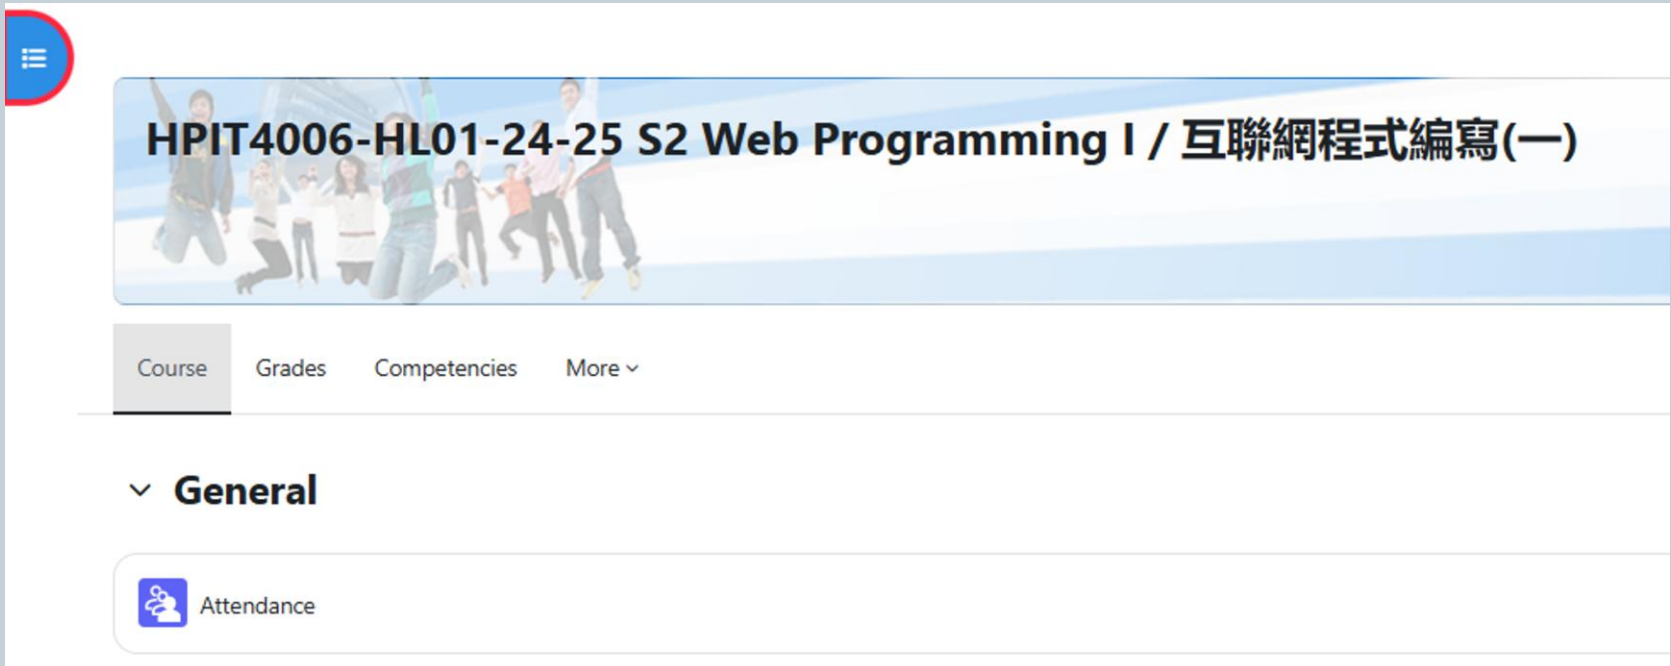 HPIT4006-HL01-24-25 S2 Web Programming I / 互聯網程式編寫(一)
Course Grades Competencies More
General
Attendance